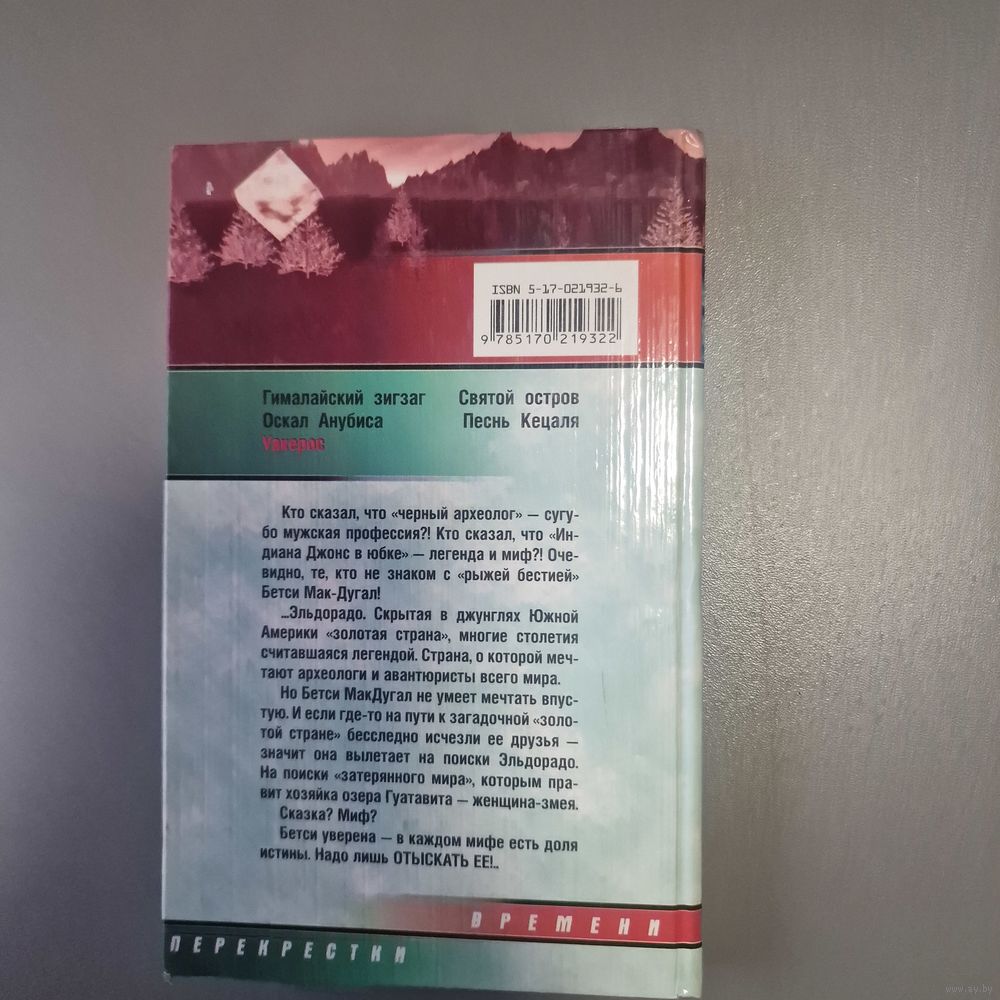 ISBN 5-17-021932-6
9 785170 219322
Гималайский зигзаг Святой остров
Оскал Анубиса Песнь Кецаля
Уакерос
Кто сказал, что «черный археолог» — сугу-
бо мужская профессия?! Кто сказал, что «Ин-
диана Джонс в юбке» — легенда и миф?! Оче-
видно, те, кто не знаком с «рыжей бестией»
Бетси Мак-Дугал!
...Эльдорадо. Скрытая в джунглях Южной
Америки «золотая страна», многие столетия
считавшаяся легендой. Страна, о которой меч-
тают археологи и авантюристы всего мира.
Но Бетси МакДугал не умеет мечтать впус-
тую. И если где-то на пути к загадочной «золо-
той стране» бесследно исчезли ее друзья —
значит она вылетает на поиски Эльдорадо.
На поиски «затерянного мира», которым пра-
вит хозяйка озера Гуатавита — женщина-змея.
Сказка? Миф?
Бетси уверена — в каждом мифе есть доля
истины. Надо лишь ОТЫСКАТЬ ЕЕ!..
ВРЕМЕНИ
ПЕРЕКРЕСТКИ
www.ay.by